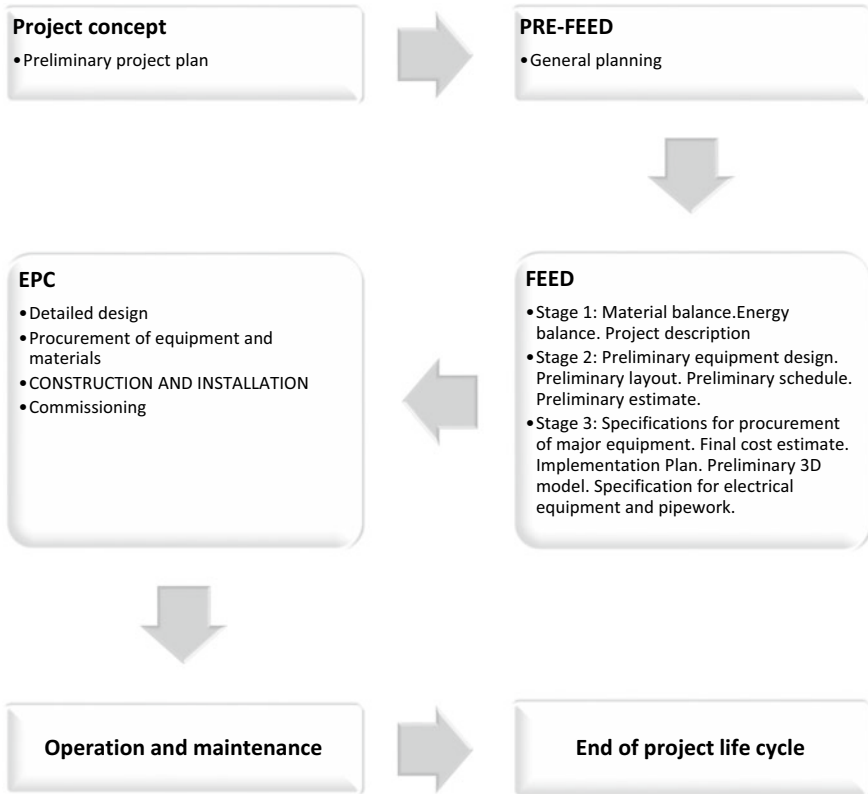 Project concept
•Preliminary project plan
PRE-FEED
•General planning
FEED
•Stage 1: Material balance.Energy
balance. Project description
•Stage 2: Preliminary equipment design.
Preliminary layout. Preliminary schedule.
Preliminary estimate.
•Stage 3: Specifications for procurement
of major equipment. Final cost estimate.
Implementation Plan. Preliminary 3D
model. Specification for electrical
equipment and pipework.
EPC
•Detailed design
•Procurement of equipment and
materials
•CONSTRUCTION AND INSTALLATION
•Commissioning
Operation and maintenance
End of project life cycle